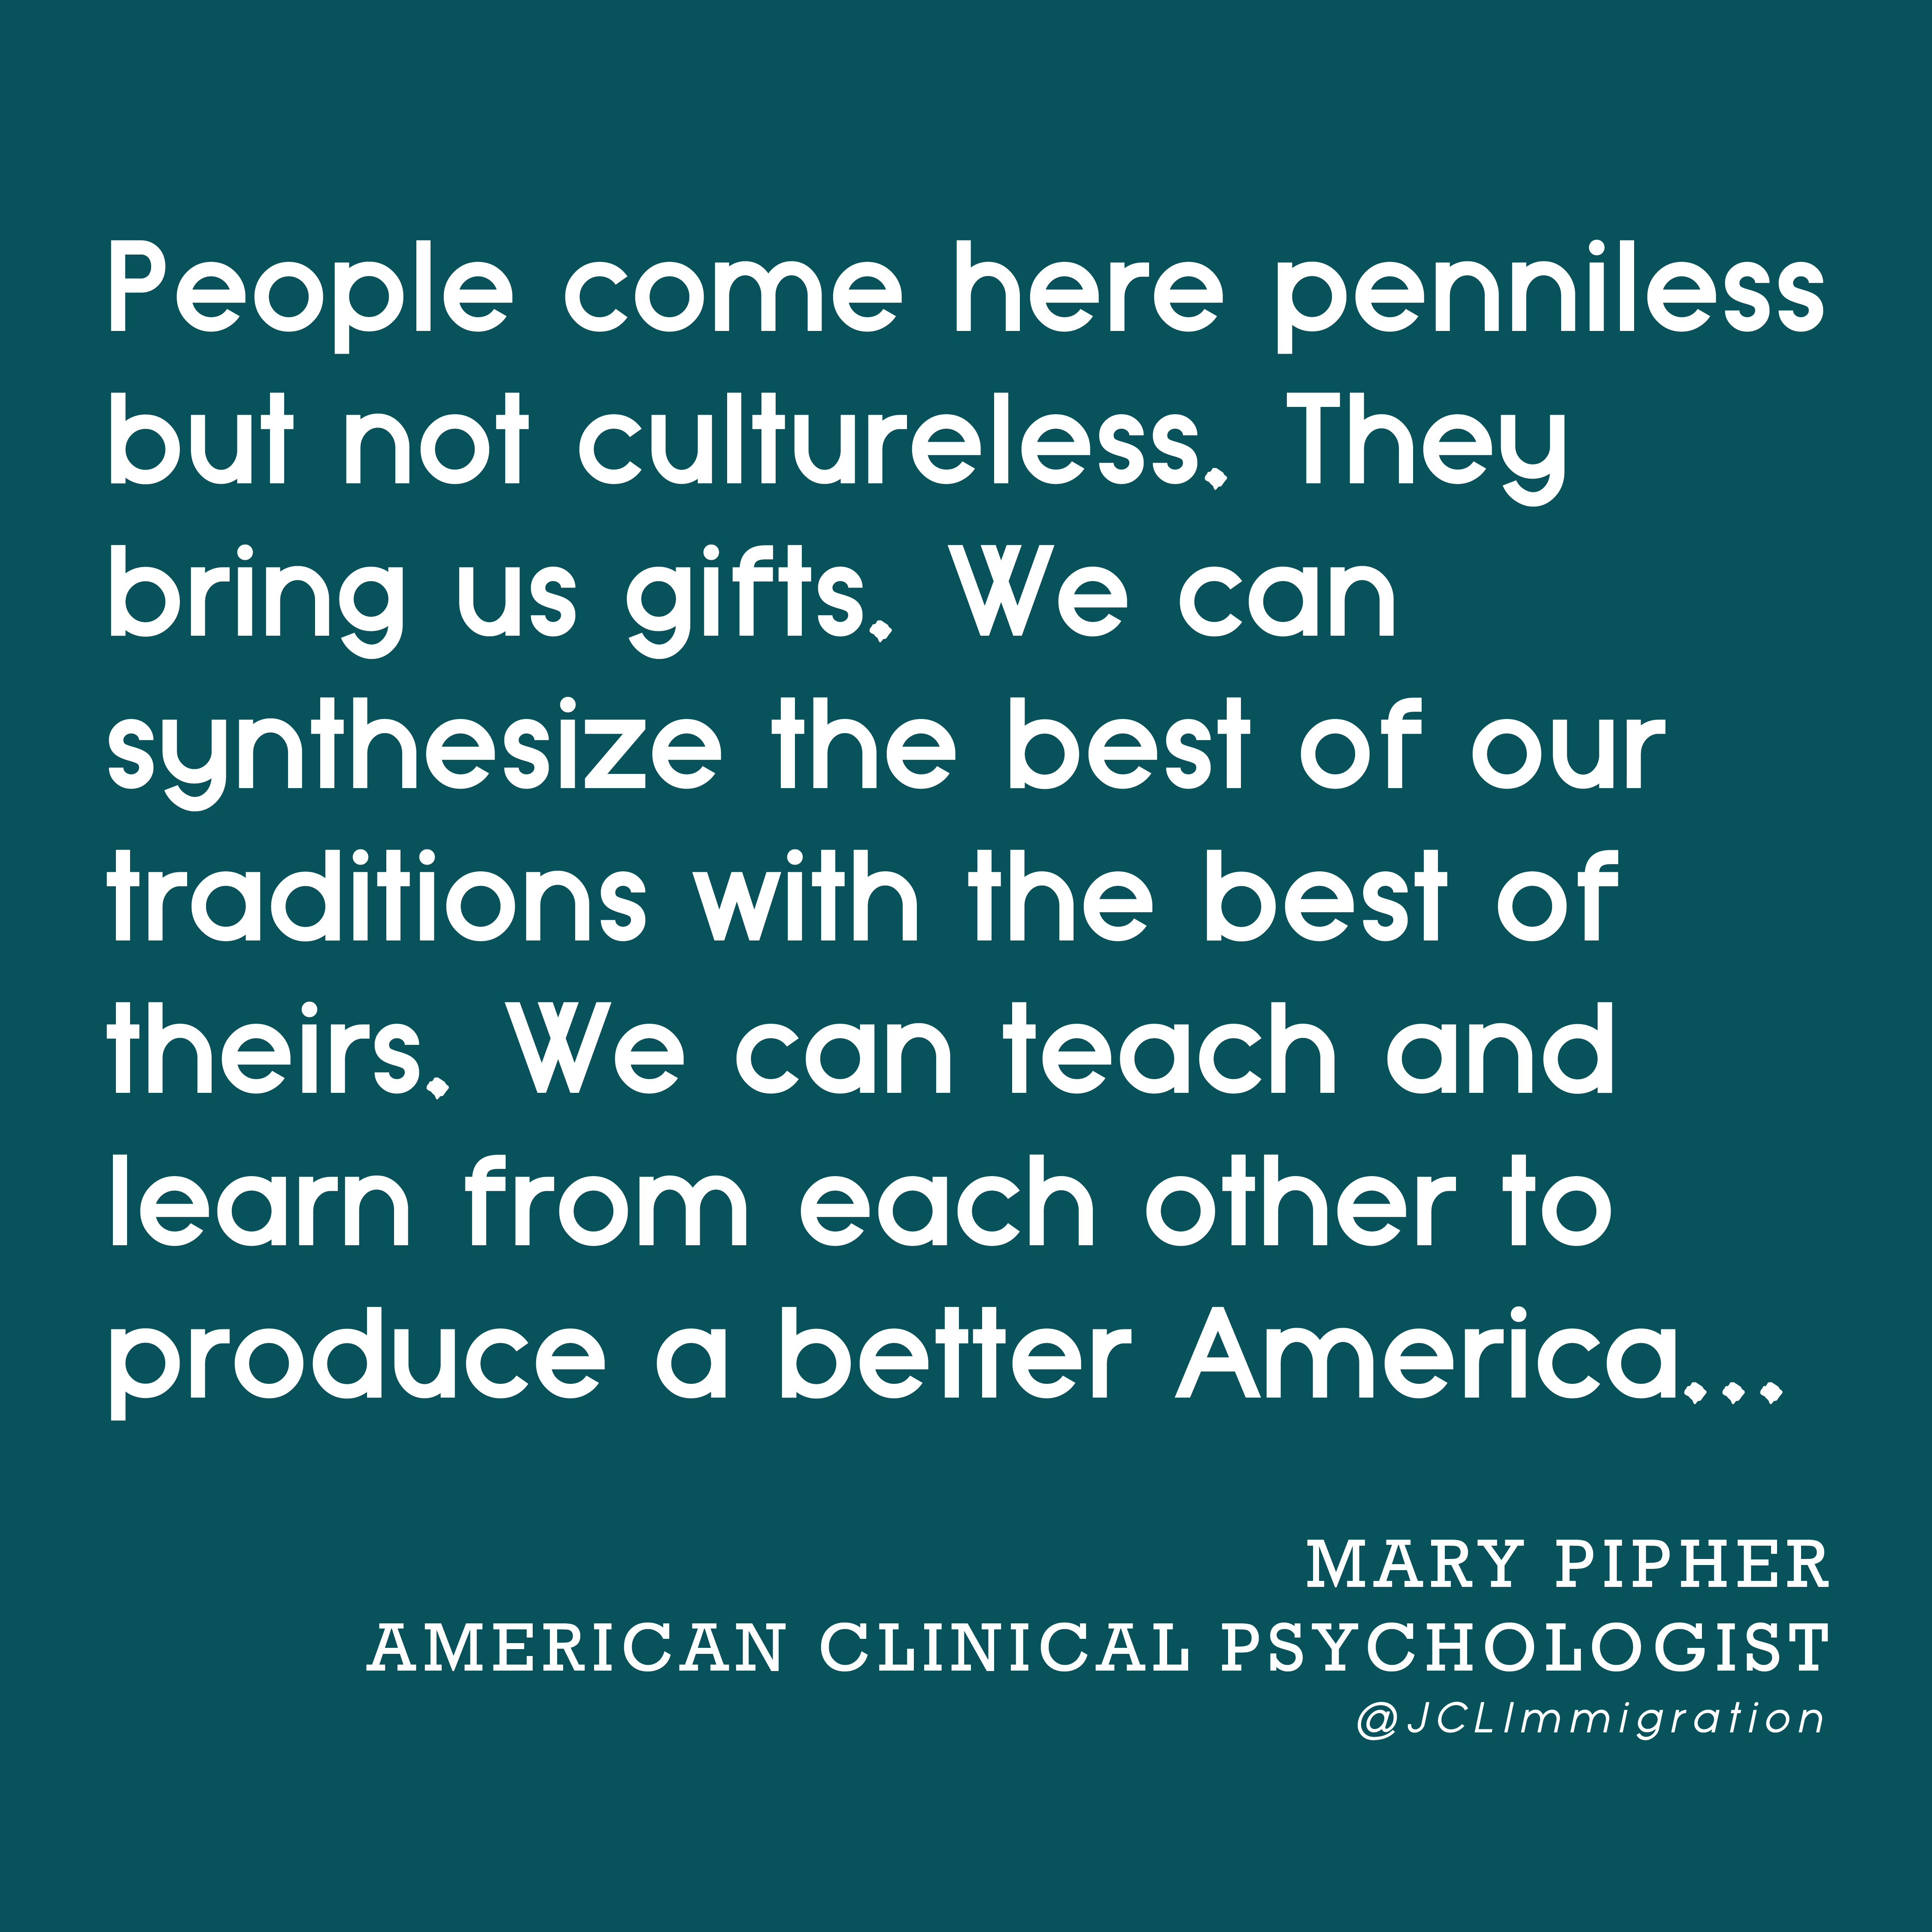 People come here penniless
but not cultureless. They
bring us gifts. We can
synthesize the best of our
traditions with the best of
theirs. We can teach and
learn from each other to
produce a better America...
MARY PIPHER
AMERICAN CLINICAL PSYCHOLOGIST
@JCLImmigration